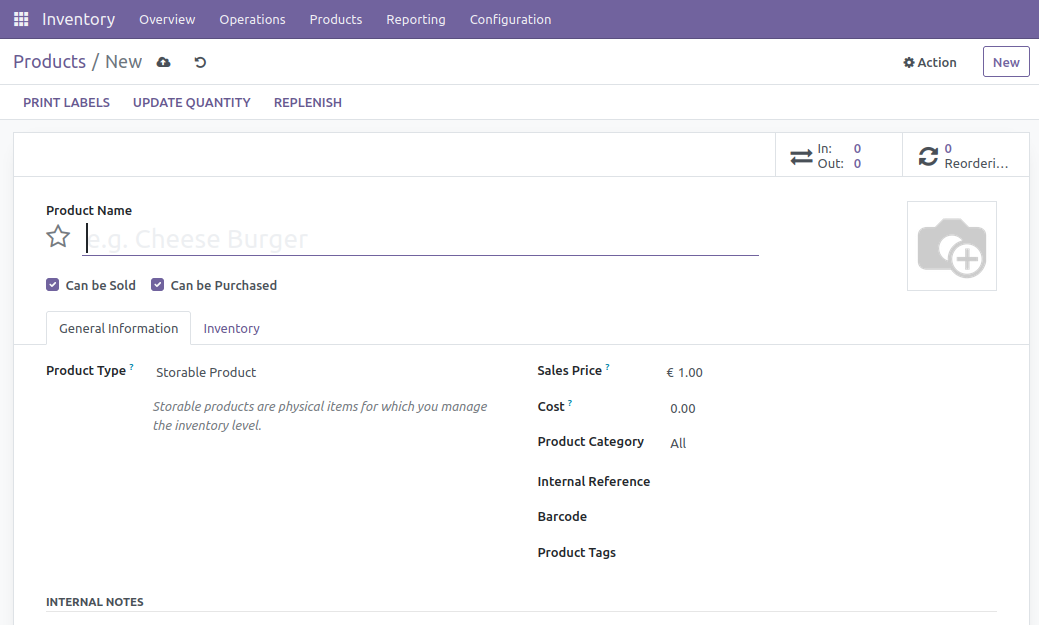 Inventory Overview Operations Products Reporting Configuration
Products / New Action New
PRINT LABELS UPDATE QUANTITY REPLENISH
In: 0
Out: 0
0
Reorderi...
Product Name
e.g. Cheese Burger
Can be Sold Can be Purchased
General Information Inventory
Product Type ? Storable Product
Storable products are physical items for which you manage
the inventory level.
Sales Price ? € 1.00
Cost ? 0.00
Product Category All
Internal Reference
Barcode
Product Tags
INTERNAL NOTES